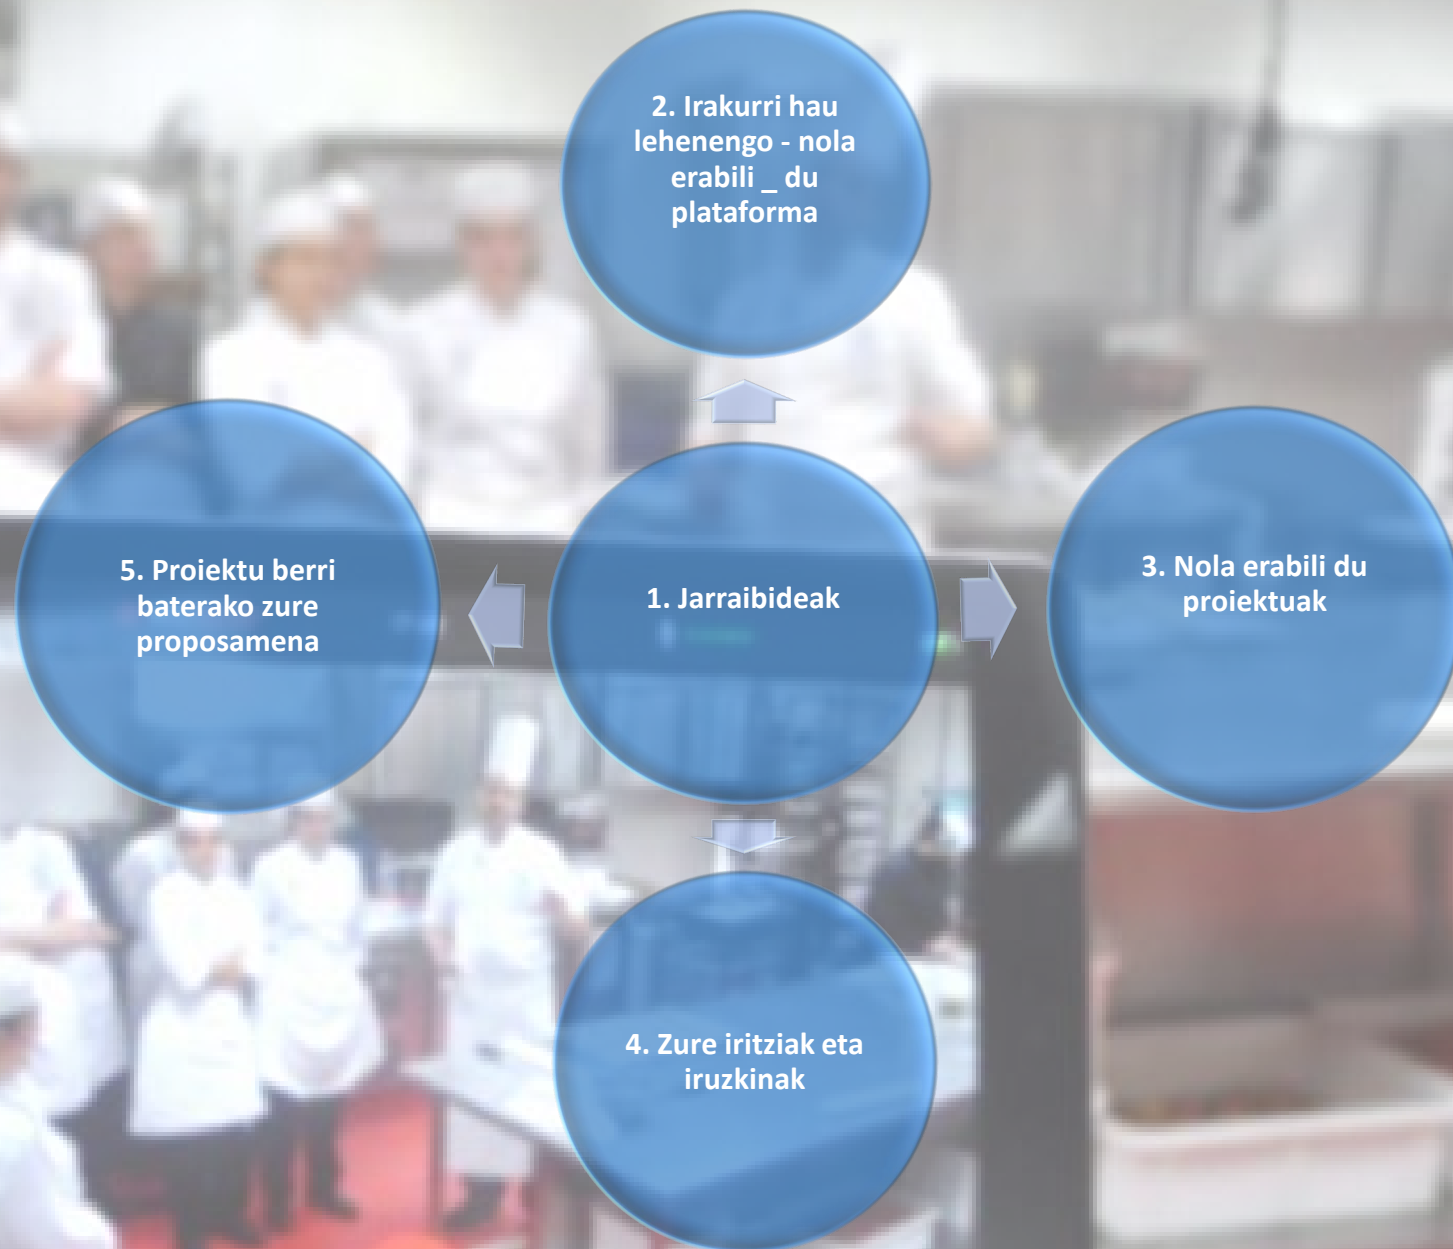 2. Irakurri hau
lehenengo - nola
erabili _ du
plataforma
5. Proiektu berri
baterako zure
proposamena
1. Jarraibideak
3. Nola erabili du
proiektuak
4. Zure iritziak eta
iruzkinak